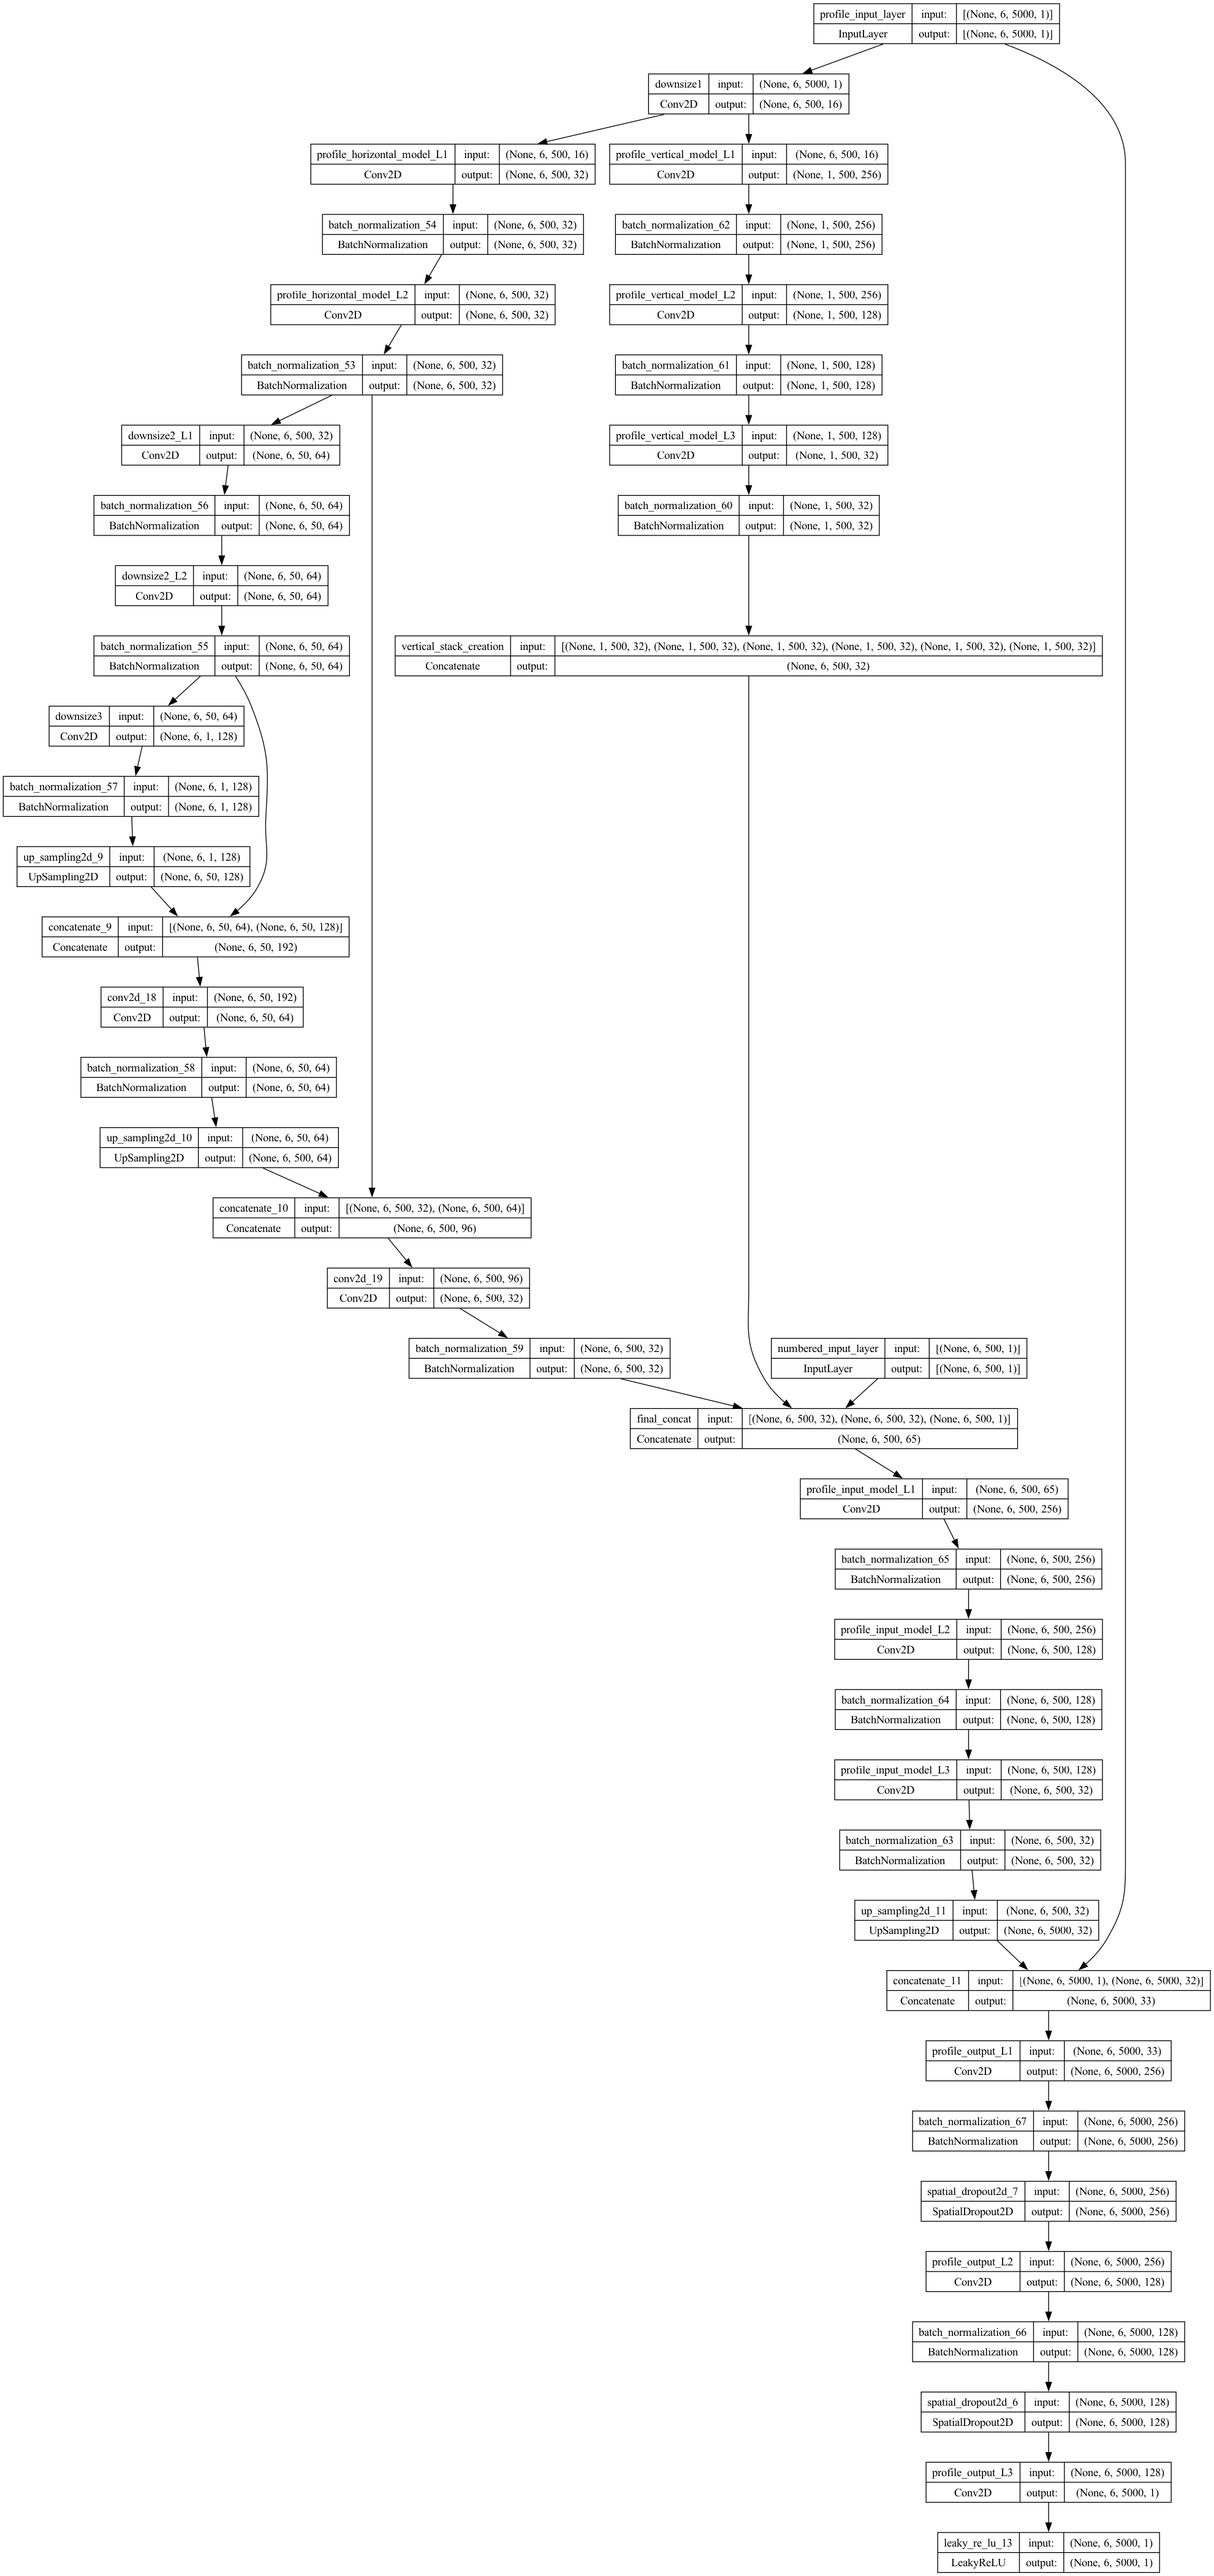 profile_input_layer input: [(None, 6, 5000, 1)]
InputLayer output: [(None, 6, 5000, 1)]
downsize1 input: (None, 6, 5000, 1)
Conv2D output: (None, 6, 500, 16)
profile_horizontal_model_L1 input: (None, 6, 500, 16)
Conv2D output: (None, 6, 500, 32)
profile_vertical_model_L1 input: (None, 6, 500, 16)
Conv2D output: (None, 1, 500, 256)
batch_normalization_54 input: (None, 6, 500, 32)
BatchNormalization output: (None, 6, 500, 32)
batch_normalization_62 input: (None, 1, 500, 256)
BatchNormalization output: (None, 1, 500, 256)
profile_horizontal_model_L2 input: (None, 6, 500, 32)
Conv2D output: (None, 6, 500, 32)
profile_vertical_model_L2 input: (None, 1, 500, 256)
Conv2D output: (None, 1, 500, 128)
batch_normalization_53 input: (None, 6, 500, 32)
BatchNormalization output: (None, 6, 500, 32)
batch_normalization_61 input: (None, 1, 500, 128)
BatchNormalization output: (None, 1, 500, 128)
downsize2_L1 input: (None, 6, 500, 32)
Conv2D output: (None, 6, 50, 64)
profile_vertical_model_L3 input: (None, 1, 500, 128)
Conv2D output: (None, 1, 500, 32)
batch_normalization_56 input: (None, 6, 50, 64)
BatchNormalization output: (None, 6, 50, 64)
batch_normalization_60 input: (None, 1, 500, 32)
BatchNormalization output: (None, 1, 500, 32)
downsize2_L2 input: (None, 6, 50, 64)
Conv2D output: (None, 6, 50, 64)
batch_normalization_55 input: (None, 6, 50, 64)
BatchNormalization output: (None, 6, 50, 64)
vertical_stack_creation input: [(None, 1, 500, 32), (None, 1, 500, 32), (None, 1, 500, 32), (None, 1, 500, 32), (None, 1, 500, 32), (None, 1, 500, 32)]
Concatenate output: (None, 6, 500, 32)
downsize3 input: (None, 6, 50, 64)
Conv2D output: (None, 6, 1, 128)
batch_normalization_57 input: (None, 6, 1, 128)
BatchNormalization output: (None, 6, 1, 128)
up_sampling2d_9 input: (None, 6, 1, 128)
UpSampling2D output: (None, 6, 50, 128)
concatenate_9 input: [(None, 6, 50, 64), (None, 6, 50, 128)]
Concatenate output: (None, 6, 50, 192)
conv2d_18 input: (None, 6, 50, 192)
Conv2D output: (None, 6, 50, 64)
batch_normalization_58 input: (None, 6, 50, 64)
BatchNormalization output: (None, 6, 50, 64)
up_sampling2d_10 input: (None, 6, 50, 64)
UpSampling2D output: (None, 6, 500, 64)
concatenate_10 input: [(None, 6, 500, 32), (None, 6, 500, 64)]
Concatenate output: (None, 6, 500, 96)
conv2d_19 input: (None, 6, 500, 96)
Conv2D output: (None, 6, 500, 32)
batch_normalization_59 input: (None, 6, 500, 32)
BatchNormalization output: (None, 6, 500, 32)
numbered_input_layer input: [(None, 6, 500, 1)]
InputLayer output: [(None, 6, 500, 1)]
final_concat input: [(None, 6, 500, 32), (None, 6, 500, 32), (None, 6, 500, 1)]
Concatenate output: (None, 6, 500, 65)
profile_input_model_L1 input: (None, 6, 500, 65)
Conv2D output: (None, 6, 500, 256)
batch_normalization_65 input: (None, 6, 500, 256)
BatchNormalization output: (None, 6, 500, 256)
profile_input_model_L2 input: (None, 6, 500, 256)
Conv2D output: (None, 6, 500, 128)
batch_normalization_64 input: (None, 6, 500, 128)
BatchNormalization output: (None, 6, 500, 128)
profile_input_model_L3 input: (None, 6, 500, 128)
Conv2D output: (None, 6, 500, 32)
batch_normalization_63 input: (None, 6, 500, 32)
BatchNormalization output: (None, 6, 500, 32)
up_sampling2d_11 input: (None, 6, 500, 32)
UpSampling2D output: (None, 6, 5000, 32)
concatenate_11 input: [(None, 6, 5000, 1), (None, 6, 5000, 32)]
Concatenate output: (None, 6, 5000, 33)
profile_output_L1 input: (None, 6, 5000, 33)
Conv2D output: (None, 6, 5000, 256)
batch_normalization_67 input: (None, 6, 5000, 256)
BatchNormalization output: (None, 6, 5000, 256)
spatial_dropout2d_7 input: (None, 6, 5000, 256)
SpatialDropout2D output: (None, 6, 5000, 256)
profile_output_L2 input: (None, 6, 5000, 256)
Conv2D output: (None, 6, 5000, 128)
batch_normalization_66 input: (None, 6, 5000, 128)
BatchNormalization output: (None, 6, 5000, 128)
spatial_dropout2d_6 input: (None, 6, 5000, 128)
SpatialDropout2D output: (None, 6, 5000, 128)
profile_output_L3 input: (None, 6, 5000, 128)
Conv2D output: (None, 6, 5000, 1)
leaky_re_lu_13 input: (None, 6, 5000, 1)
LeakyReLU output: (None, 6, 5000, 1)